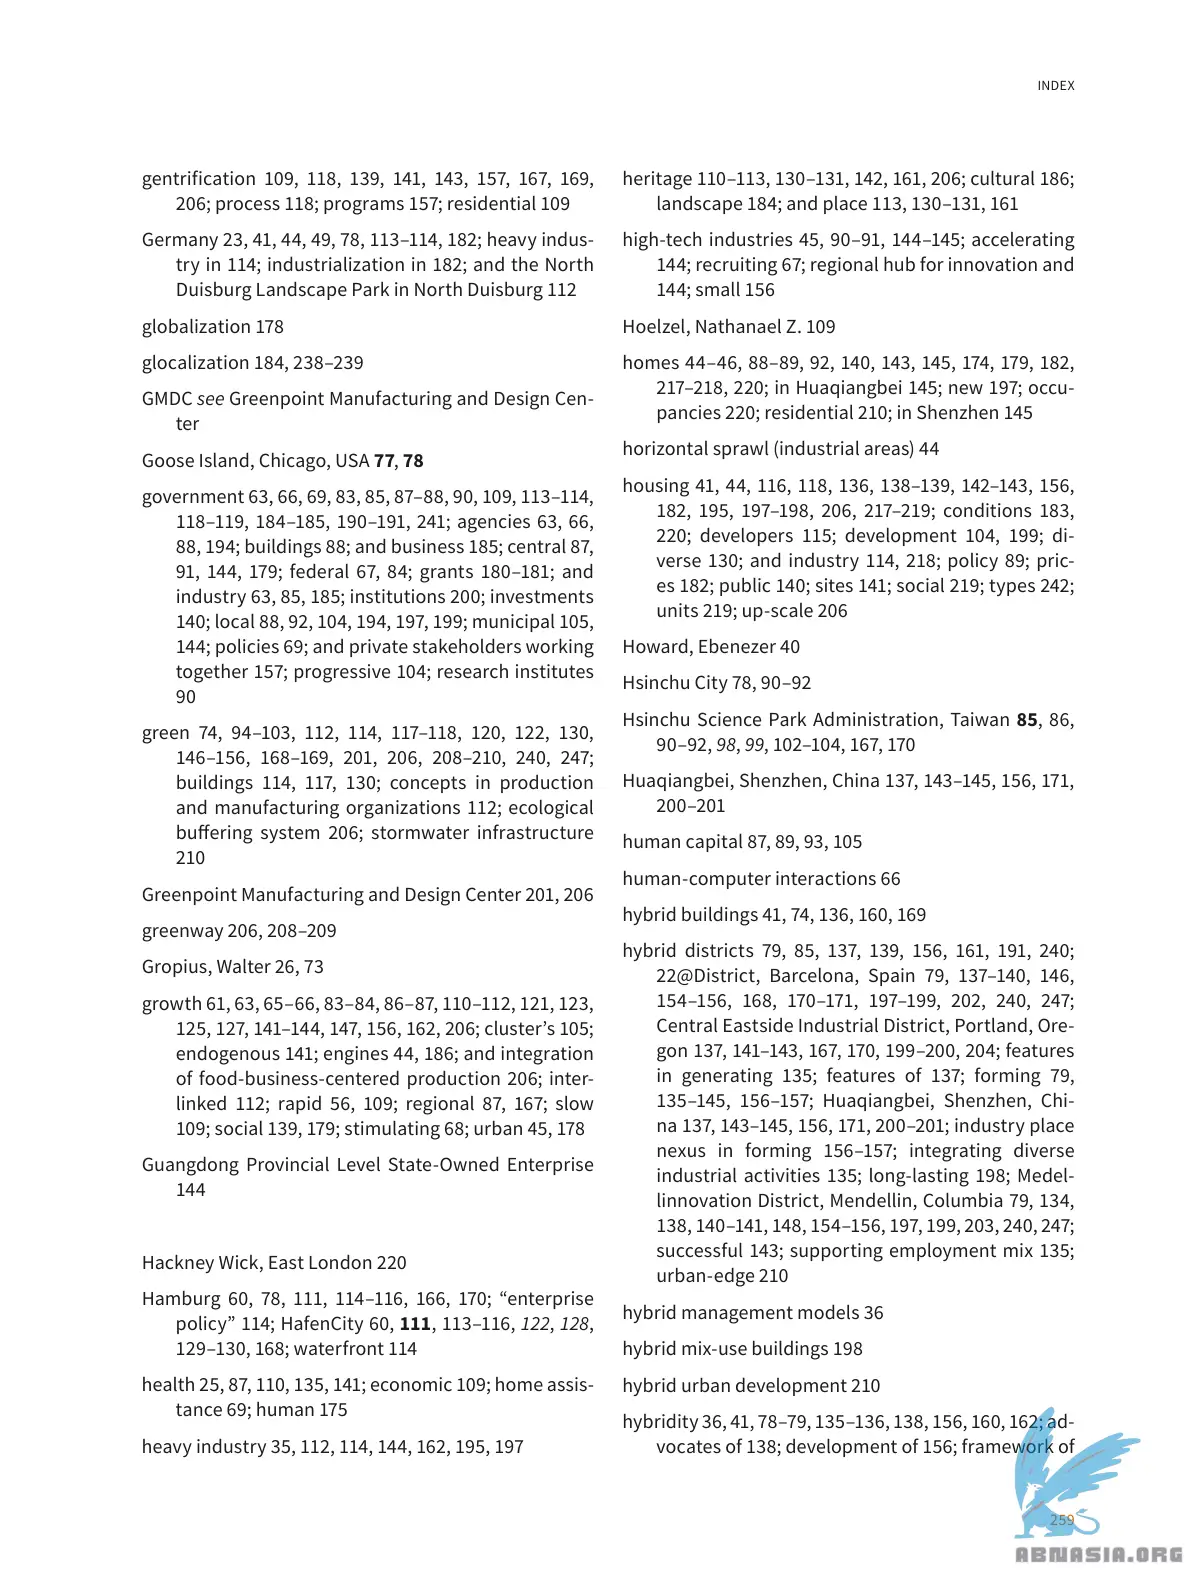 INDEX
gentrification 109, 118, 139, 141, 143, 157, 167, 169,
206; process 118; programs 157; residential 109
Germany 23, 41, 44, 49, 78, 113–114, 182; heavy indus-
try in 114; industrialization in 182; and the North
Duisburg Landscape Park in North Duisburg 112
globalization 178
glocalization 184, 238–239
GMDC see Greenpoint Manufacturing and Design Cen-
ter
Goose Island, Chicago, USA 77, 78
government 63, 66, 69, 83, 85, 87–88, 90, 109, 113–114,
118–119, 184–185, 190–191, 241; agencies 63, 66,
88, 194; buildings 88; and business 185; central 87,
91, 144, 179; federal 67, 84; grants 180–181; and
industry 63, 85, 185; institutions 200; investments
140; local 88, 92, 104, 194, 197, 199; municipal 105,
144; policies 69; and private stakeholders working
together 157; progressive 104; research institutes
90
green 74, 94–103, 112, 114, 117–118, 120, 122, 130,
146–156, 168–169, 201, 206, 208–210, 240, 247;
buildings 114, 117, 130; concepts in production
and manufacturing organizations 112; ecological
buffering system 206; stormwater infrastructure
210
Greenpoint Manufacturing and Design Center 201, 206
greenway 206, 208–209
Gropius, Walter 26, 73
growth 61, 63, 65–66, 83–84, 86–87, 110–112, 121, 123,
125, 127, 141–144, 147, 156, 162, 206; cluster’s 105;
endogenous 141; engines 44, 186; and integration
of food-business-centered production 206; inter-
linked 112; rapid 56, 109; regional 87, 167; slow
109; social 139, 179; stimulating 68; urban 45, 178
Guangdong Provincial Level State-Owned Enterprise
144
Hackney Wick, East London 220
Hamburg 60, 78, 111, 114–116, 166, 170; “enterprise
policy” 114; HafenCity 60, 111, 113–116, 122, 128,
129–130, 168; waterfront 114
health 25, 87, 110, 135, 141; economic 109; home assis-
tance 69; human 175
heavy industry 35, 112, 114, 144, 162, 195, 197
heritage 110–113, 130–131, 142, 161, 206; cultural 186;
landscape 184; and place 113, 130–131, 161
high-tech industries 45, 90–91, 144–145; accelerating
144; recruiting 67; regional hub for innovation and
144; small 156
Hoelzel, Nathanael Z. 109
homes 44–46, 88–89, 92, 140, 143, 145, 174, 179, 182,
217–218, 220; in Huaqiangbei 145; new 197; occu-
pancies 220; residential 210; in Shenzhen 145
horizontal sprawl (industrial areas) 44
housing 41, 44, 116, 118, 136, 138–139, 142–143, 156,
182, 195, 197–198, 206, 217–219; conditions 183,
220; developers 115; development 104, 199; di-
verse 130; and industry 114, 218; policy 89; pric-
es 182; public 140; sites 141; social 219; types 242;
units 219; up-scale 206
Howard, Ebenezer 40
Hsinchu City 78, 90–92
Hsinchu Science Park Administration, Taiwan 85, 86,
90–92, 98, 99, 102–104, 167, 170
Huaqiangbei, Shenzhen, China 137, 143–145, 156, 171,
200–201
human capital 87, 89, 93, 105
human-computer interactions 66
hybrid buildings 41, 74, 136, 160, 169
hybrid districts 79, 85, 137, 139, 156, 161, 191, 240;
22@District, Barcelona, Spain 79, 137–140, 146,
154–156, 168, 170–171, 197–199, 202, 240, 247;
Central Eastside Industrial District, Portland, Ore-
gon 137, 141–143, 167, 170, 199–200, 204; features
in generating 135; features of 137; forming 79,
135–145, 156–157; Huaqiangbei, Shenzhen, Chi-
na 137, 143–145, 156, 171, 200–201; industry place
nexus in forming 156–157; integrating diverse
industrial activities 135; long-lasting 198; Medel-
linnovation District, Mendellin, Columbia 79, 134,
138, 140–141, 148, 154–156, 197, 199, 203, 240, 247;
successful 143; supporting employment mix 135;
urban-edge 210
hybrid management models 36
hybrid mix-use buildings 198
hybrid urban development 210
hybridity 36, 41, 78–79, 135–136, 138, 156, 160, 162; ad-
vocates of 138; development of 156; framework of
259
ABNASIA.ORG